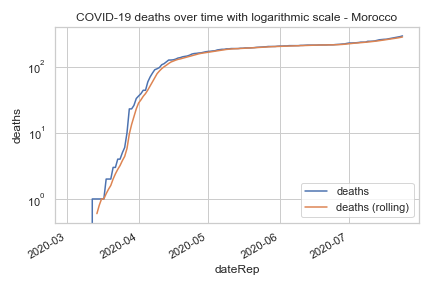 COVID-19 deaths over time with logarithmic scale - Morocco
deaths
10²
10¹
10⁰
2020-03
2020-04
2020-05
2020-06
2020-07
dateRep
deaths
deaths (rolling)